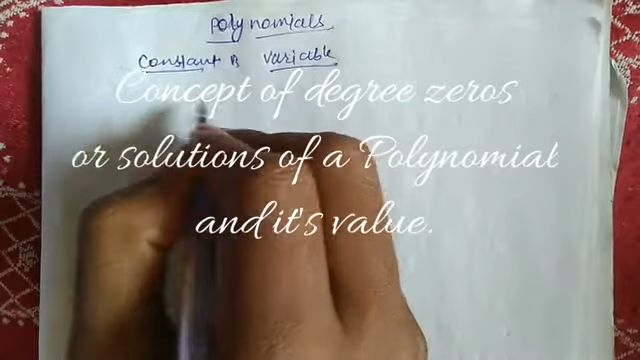 Polynomials
Constant & Variable
Concept of degree zeros
or solutions of a Polynomial
and it's value.